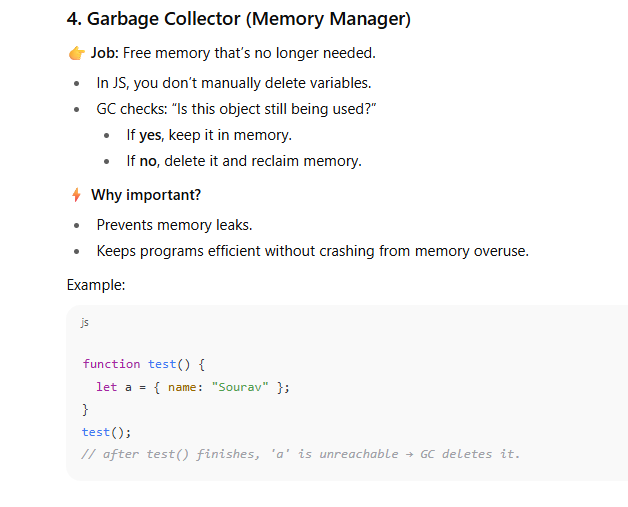 4. Garbage Collector (Memory Manager)
👉 Job: Free memory that's no longer needed.
• In JS, you don't manually delete variables.
• GC checks: “Is this object still being used?”
• If yes, keep it in memory.
• If no, delete it and reclaim memory.
⚡ Why important?
• Prevents memory leaks.
• Keeps programs efficient without crashing from memory overuse.
Example:
js
function test() {
  let a = { name: "Sourav" };
}
test();
// after test() finishes, 'a' is unreachable → GC deletes it.